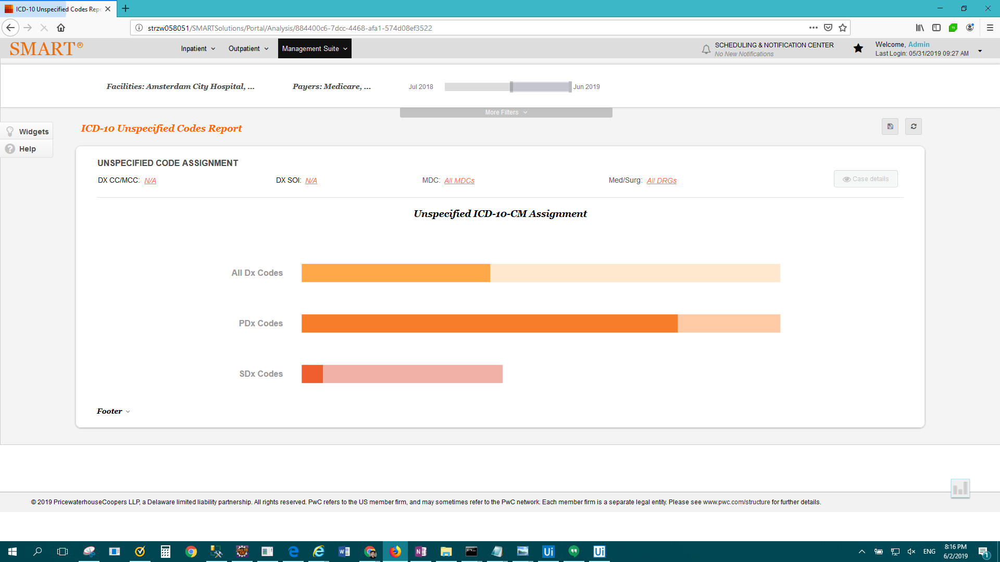 ICD-10 Unspecified Codes Repo
strzw058051/SMARTSolutions/Portal/Analysis/884400c6-7dcc-4468-afa1-574d08ef3522
SMART®
Inpatient
Outpatient
Management Suite
SCHEDULING & NOTIFICATION CENTER
No New Notifications
Welcome, Admin
Last Login: 05/31/2019 09:27 AM
Facilities: Amsterdam City Hospital, ...
Payers: Medicare, ...
Jul 2018
Jun 2019
More Filters
Widgets
Help
ICD-10 Unspecified Codes Report
UNSPECIFIED CODE ASSIGNMENT
DX CC/MCC: N/A
DX SOI: N/A
MDC: All MDCs
Med/Surg: All DRGs
Case details
Unspecified ICD-10-CM Assignment
All Dx Codes
PDx Codes
SDx Codes
Footer
© 2019 PricewaterhouseCoopers LLP, a Delaware limited liability partnership. All rights reserved. PwC refers to the US member firm, and may sometimes refer to the PwC network. Each member firm is a separate legal entity. Please see www.pwc.com/structure for further details.
ENG
8:16 PM
6/2/2019
1